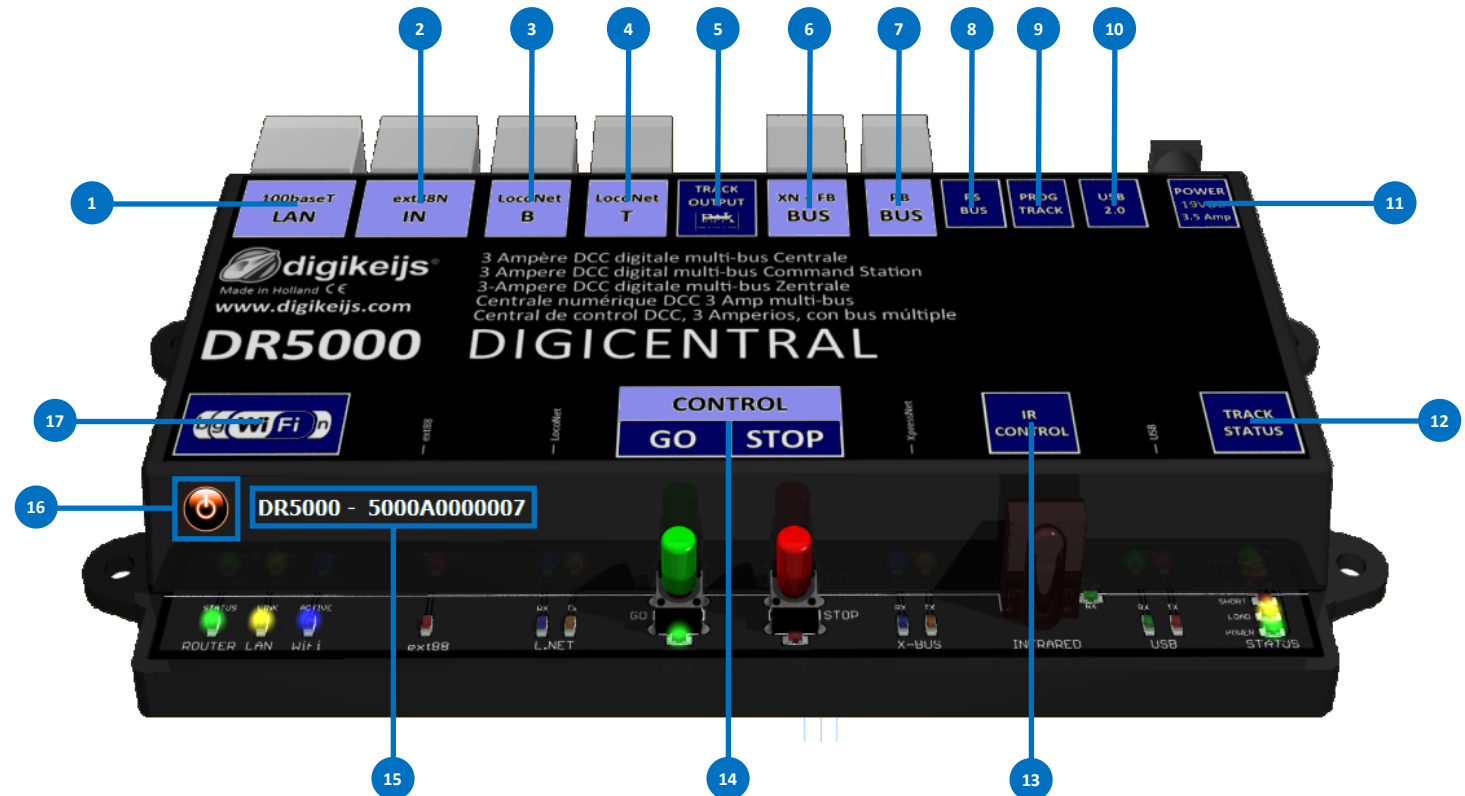 2
3
4
5
6
7
8
9
10
1
100baseT
LAN
ext88N
IN
LocoNet
B
LocoNet
T
TRACK
OUTPUT
BUS
BUS
BUS
PROG
TRACK
USB
2.0
POWER
3.5 Amp
11
digikeijs®
Made in Holland CE
www.digikeijs.com
3 Ampère DCC digitale multi-bus Centrale
3 Ampere DCC digital multi-bus Command Station
3-Ampere DCC digitale multi-bus Zentrale
Centrale numérique DCC 3 Amp multi-bus
Central de control DCC, 3 Amperios, con bus múltiple
DR5000 DIGICENTRAL
17
WiFi
ext88
LocoNet
CONTROL
GO STOP
XpressNet
IR
CONTROL
USB
TRACK
STATUS
12
16
DR5000 - 5000A0000007
STATUS LINK ACTIVE
ROUTER LAN WiFi
ext88
RX TX
L.NET
GO
STOP
RX TX
X-BUS
RX
INFRARED
RX TX
USB
SHORT
LOAD
POWER
STATUS
15
14
13